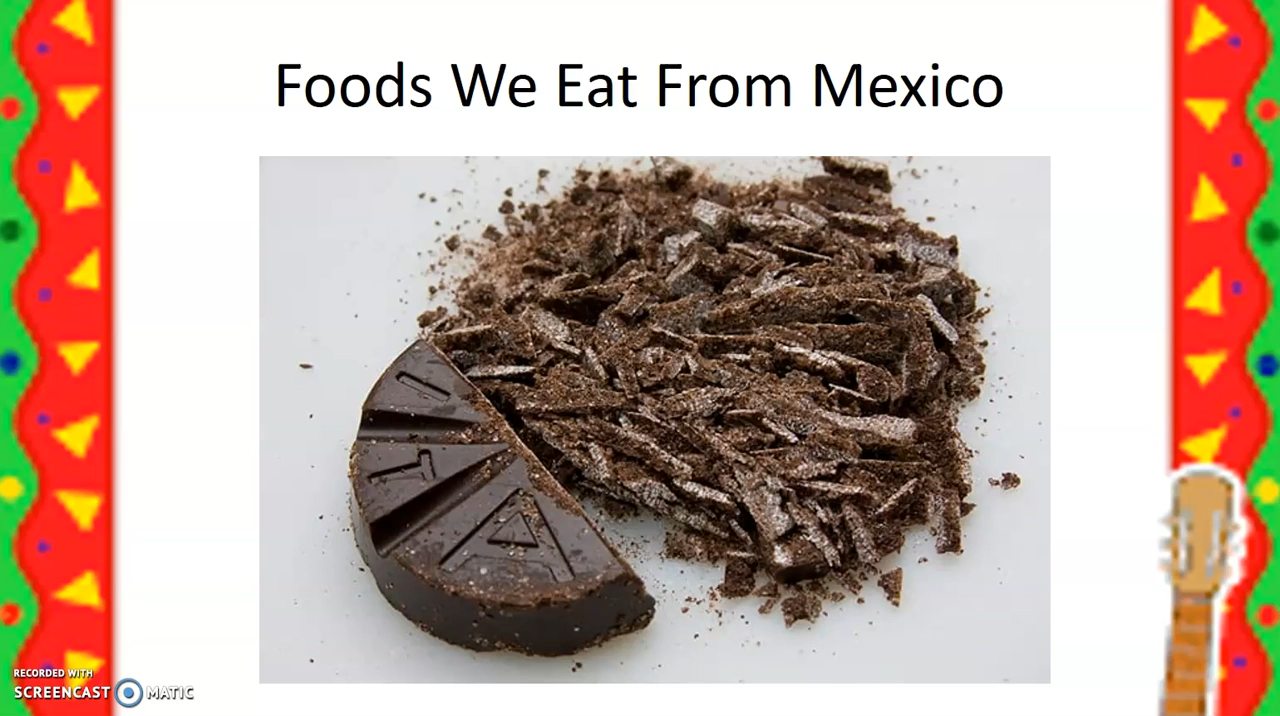 Foods We Eat From Mexico
I
T
A
RECORDED WITH
SCREENCAST MATIC